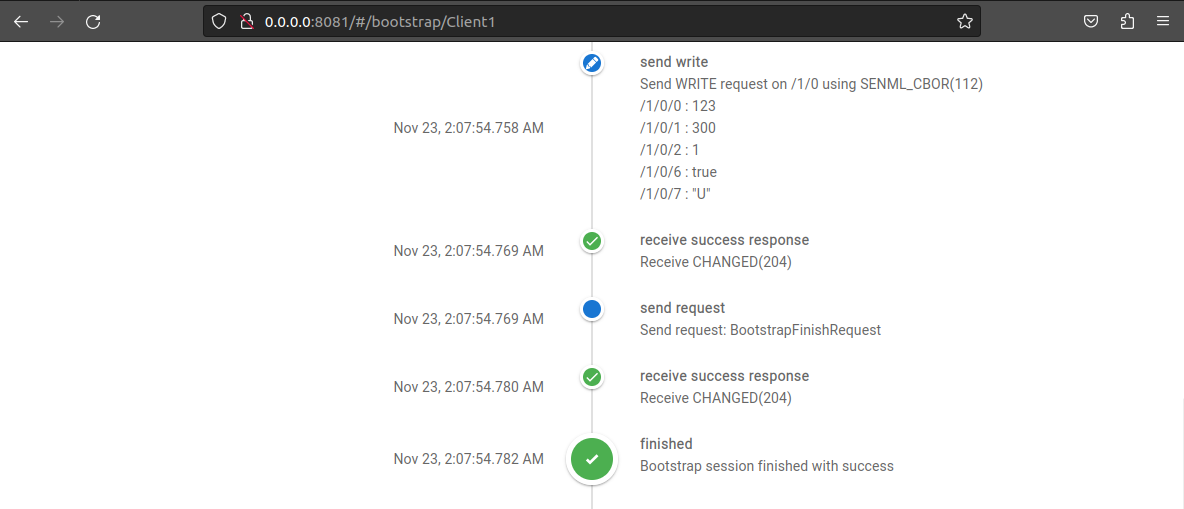 0.0.0.0:8081/#/bootstrap/Client1
send write
Send WRITE request on /1/0 using SENML_CBOR(112)
/1/0/0 : 123
Nov 23, 2:07:54.758 AM
/1/0/1 : 300
/1/0/2 : 1
/1/0/6 : true
/1/0/7 : "U"
receive success response
Nov 23, 2:07:54.769 AM
Receive CHANGED(204)
send request
Nov 23, 2:07:54.769 AM
Send request: BootstrapFinishRequest
receive success response
Nov 23, 2:07:54.780 AM
Receive CHANGED(204)
finished
Nov 23, 2:07:54.782 AM
Bootstrap session finished with success